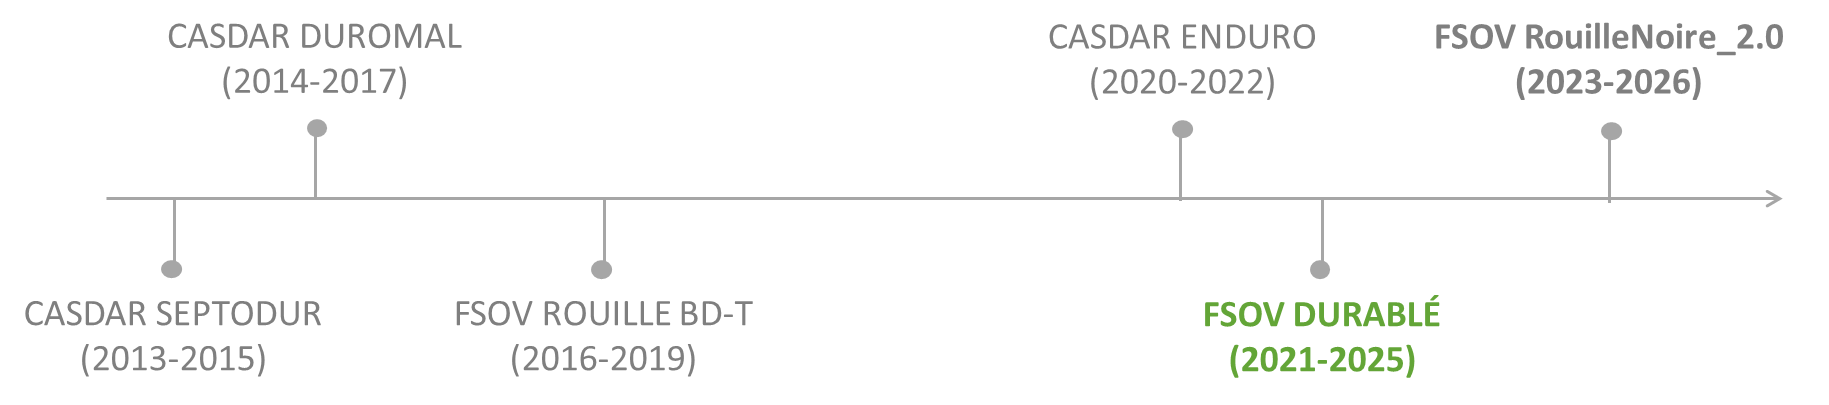 CASDAR DUROMAL
(2014-2017)
CASDAR ENDURO
(2020-2022)
FSOV RouilleNoire_2.0
(2023-2026)
CASDAR SEPTODUR
(2013-2015)
FSOV ROUILLE BD-T
(2016-2019)
FSOV DURABLÉ
(2021-2025)